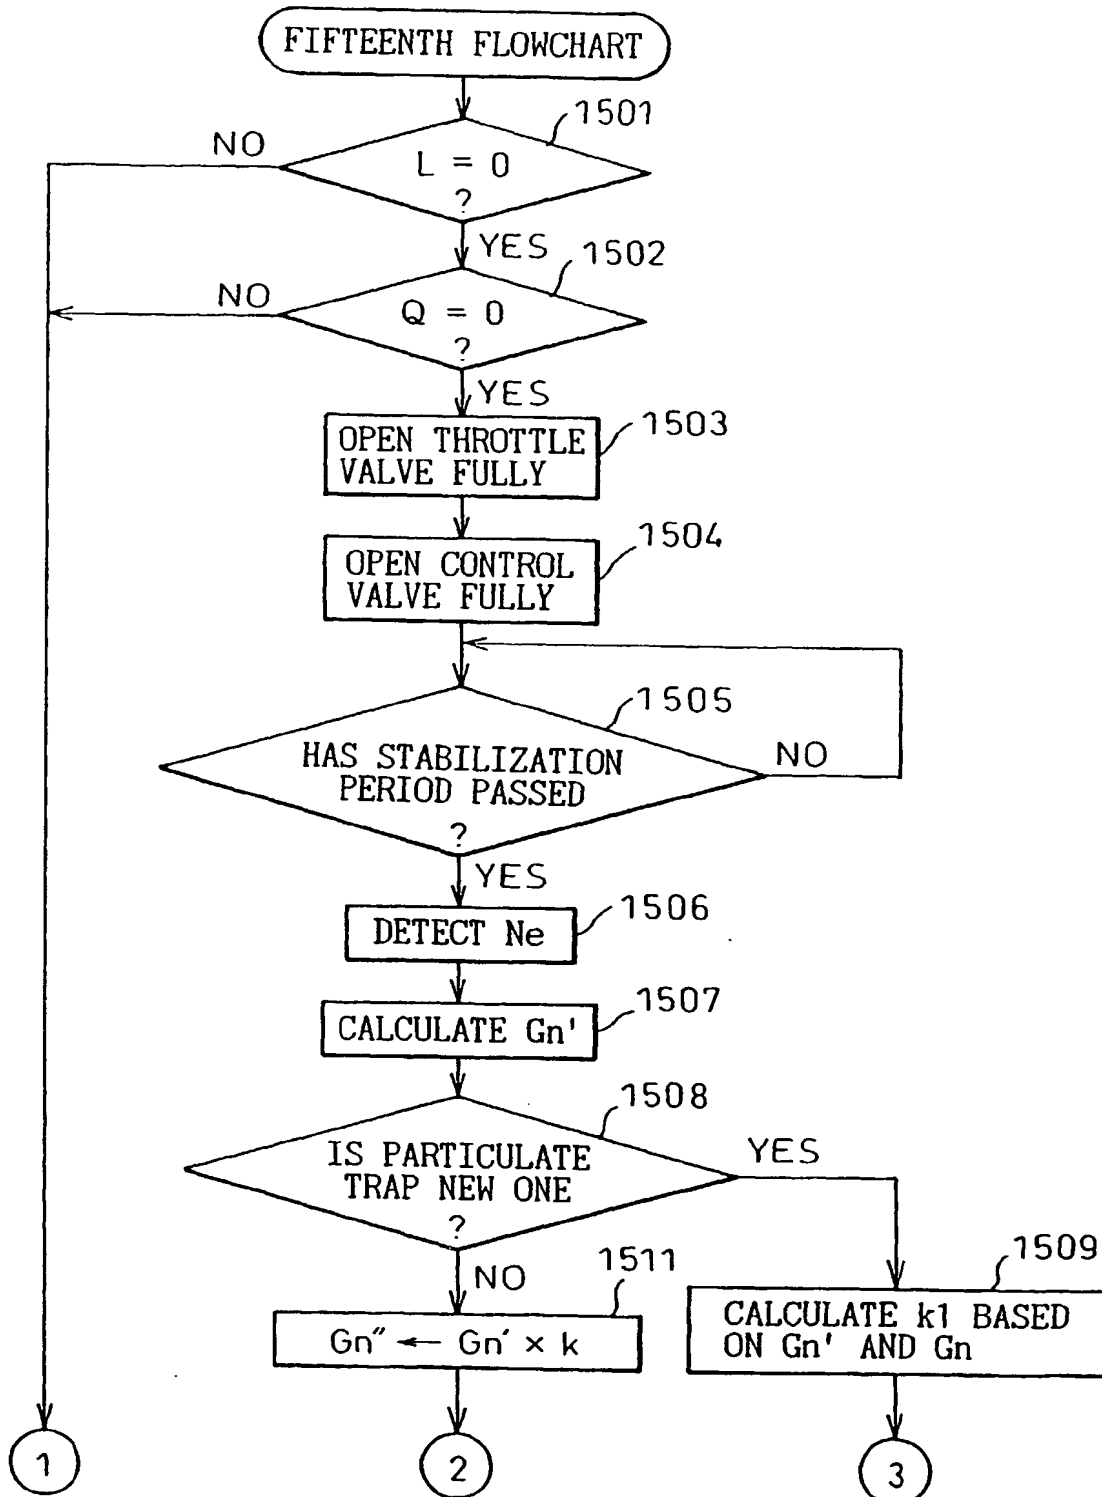 FIFTEENTH FLOWCHART
1501
NO
L = 0
?
YES
1502
NO
Q = 0
?
YES
1503
OPEN THROTTLE
VALVE FULLY
1504
OPEN CONTROL
VALVE FULLY
1505
HAS STABILIZATION
PERIOD PASSED
?
NO
YES
1506
DETECT Ne
1507
CALCULATE Gn'
1508
IS PARTICULATE
TRAP NEW ONE
?
YES
NO
1511
Gn" ← Gn' × k
1509
CALCULATE k1 BASED
ON Gn' AND Gn
1
2
3